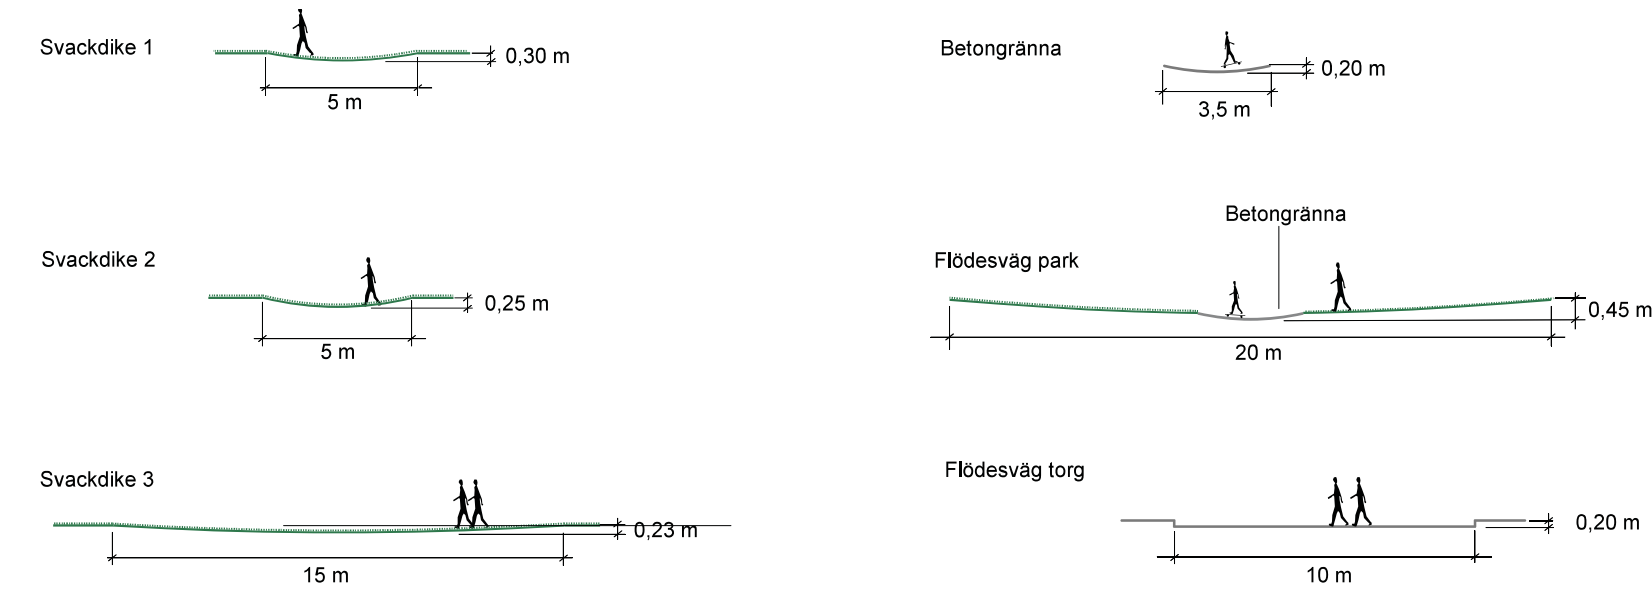 Svackdike 1
0,30 m
5 m
Betongränna
0,20 m
3,5 m
Svackdike 2
0,25 m
5 m
Betongränna
Flödesväg park
0,45 m
20 m
Svackdike 3
0,23 m
15 m
Flödesväg torg
0,20 m
10 m